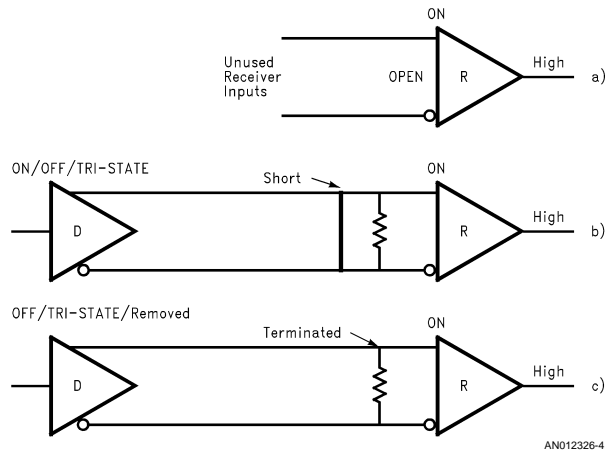 ON
Unused
Receiver
Inputs
OPEN
R
High
a)
ON/OFF/TRI-STATE
Short
ON
D
R
High
b)
OFF/TRI-STATE/Removed
Terminated
ON
D
R
High
c)
AN012326-4